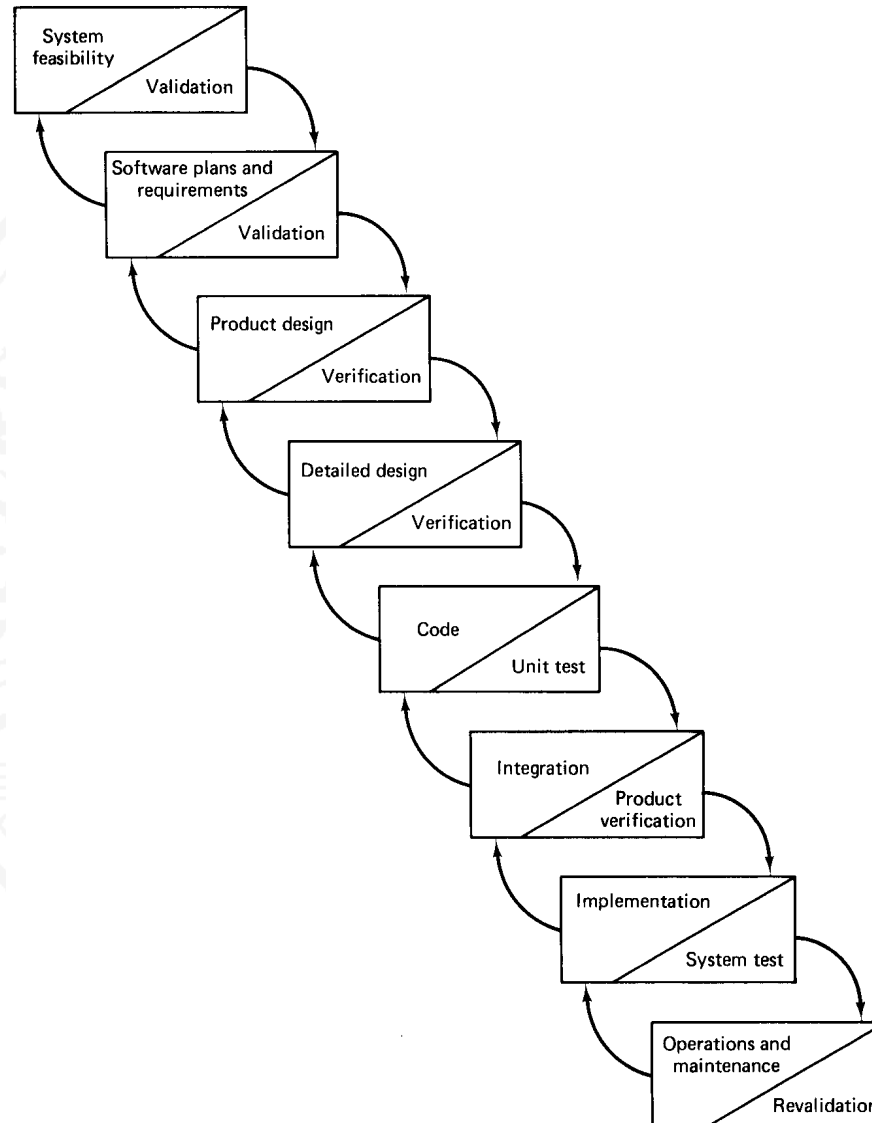 System
feasibility
Validation
Software plans and
requirements
Validation
Product design
Verification
Detailed design
Verification
Code
Unit test
Integration
Product
verification
Implementation
System test
Operations and
maintenance
Revalidation